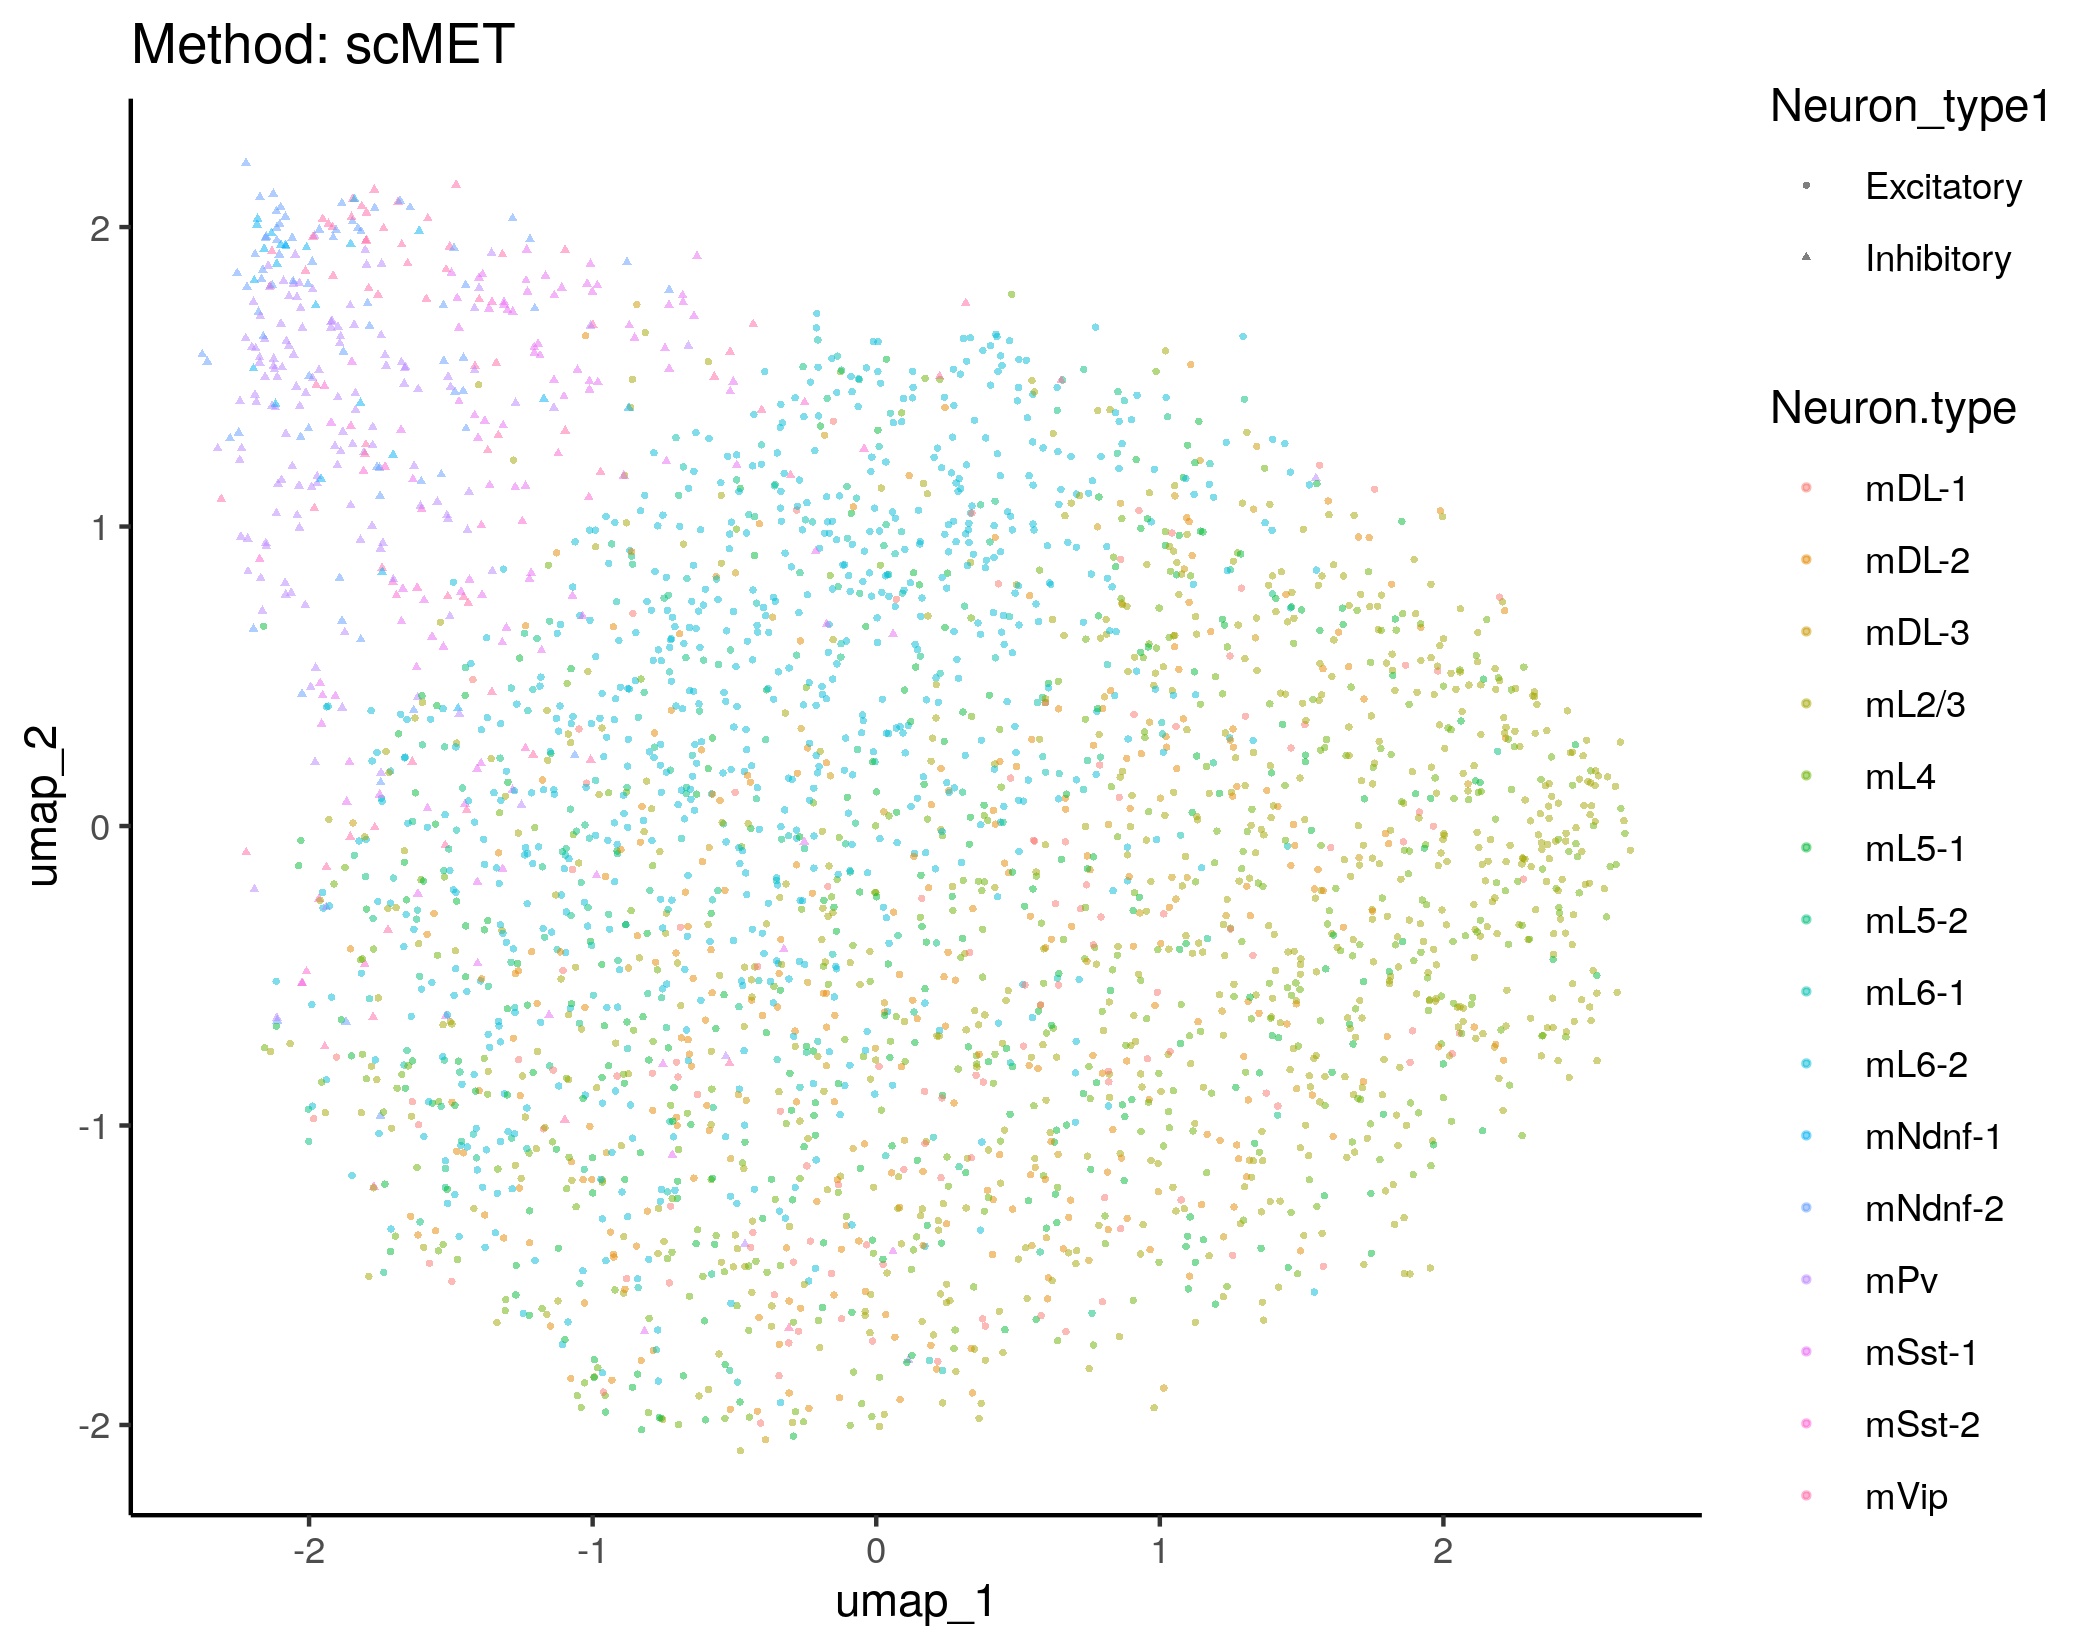 Method: scMET
Neuron_type1
Excitatory
Inhibitory
Neuron.type
mDL-1
mDL-2
mDL-3
mL2/3
mL4
mL5-1
mL5-2
mL6-1
mL6-2
mNdnf-1
mNdnf-2
mPv
mSst-1
mSst-2
mVip
umap_2
2
1
0
-1
-2
-2
-1
0
1
2
umap_1